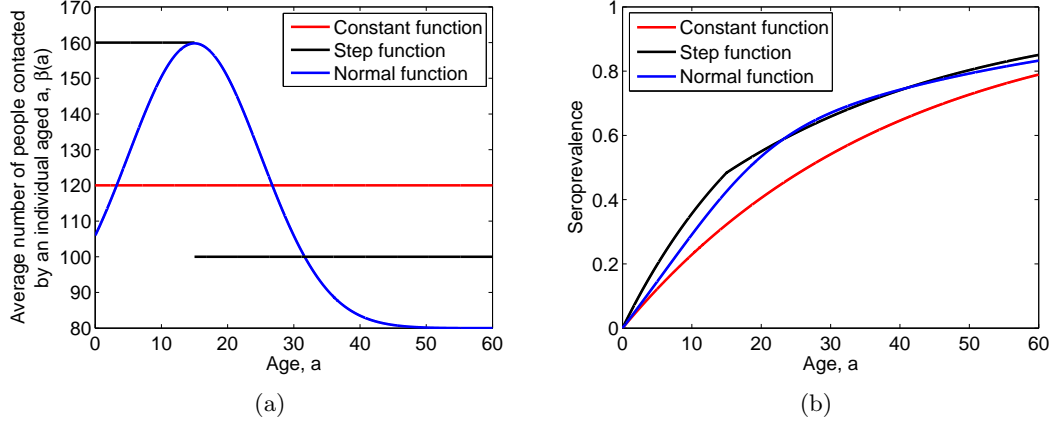 Average number of people contacted
by an individual aged a, β(a)
160
150
140
130
120
110
100
90
80
0
10
20
30
40
50
60
Age, a
Constant function
Step function
Normal function
(a)
Seroprevalence
1
0.8
0.6
0.4
0.2
0
0
10
20
30
40
50
60
Age, a
Constant function
Step function
Normal function
(b)